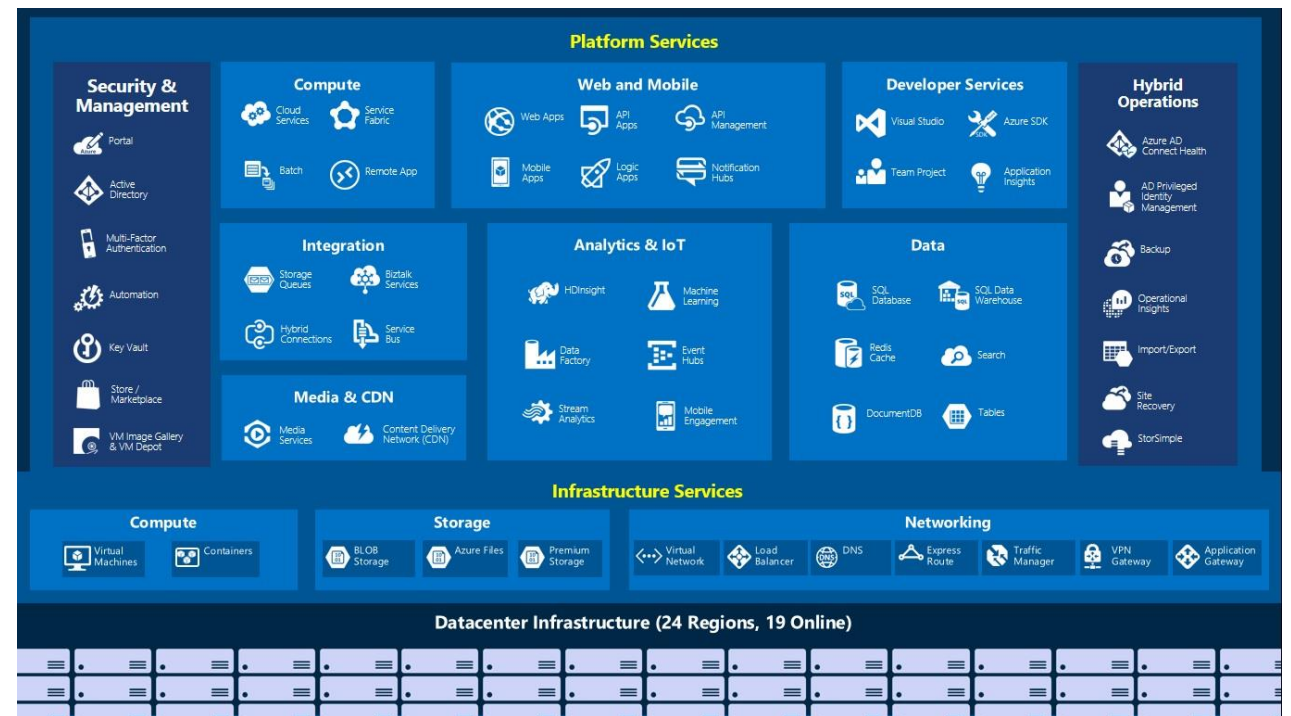 Platform Services
Security &
Management
Portal
Azure
Active
Directory
Multi-Factor
Authentication
Automation
Key Vault
Store /
Marketplace
VM Image Gallery
& VM Depot
Compute
Cloud
Services
Service
Fabric
Batch
Remote App
Web and Mobile
Web Apps
API
Apps
API
Management
Mobile
Apps
Logic
Apps
Notification
Hubs
Developer Services
Visual Studio
SDK
Azure SDK
Team Project
Application
Insights
Hybrid
Operations
Azure AD
Connect Health
AD Privileged
Identity
Management
Backup
Operational
Insights
Import/Export
Site
Recovery
StorSimple
Integration
Storage
Queues
Biztalk
Services
Hybrid
Connections
Service
Bus
Media & CDN
Media
Services
Content Delivery
Network (CDN)
Analytics & IoT
HDInsight
Machine
Learning
Data
Factory
Event
Hubs
Stream
Analytics
Mobile
Engagement
Data
SQL
SQL
Database
SQL
SQL Data
Warehouse
Redis
Cache
Search
DocumentDB
Tables
Infrastructure Services
Compute
Virtual
Machines
Containers
Storage
BLOB
Storage
Azure Files
Premium
Storage
Networking
Virtual
Network
Load
Balancer
DNS
DNS
Express
Route
Traffic
Manager
VPN
Gateway
Application
Gateway
Datacenter Infrastructure (24 Regions, 19 Online)